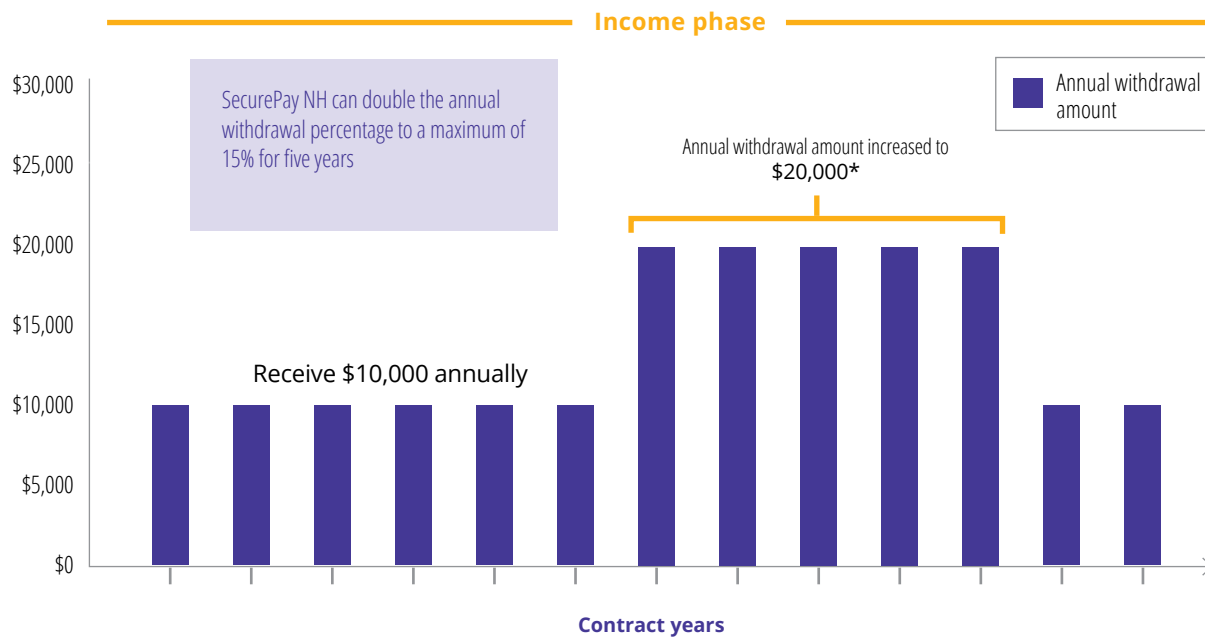 Income phase
$30,000
$25,000
$20,000
$15,000
$10,000
$5,000
$0
SecurePay NH can double the annual
withdrawal percentage to a maximum of
15% for five years
Annual withdrawal
amount
Annual withdrawal amount increased to
$20,000*
Receive $10,000 annually
Contract years